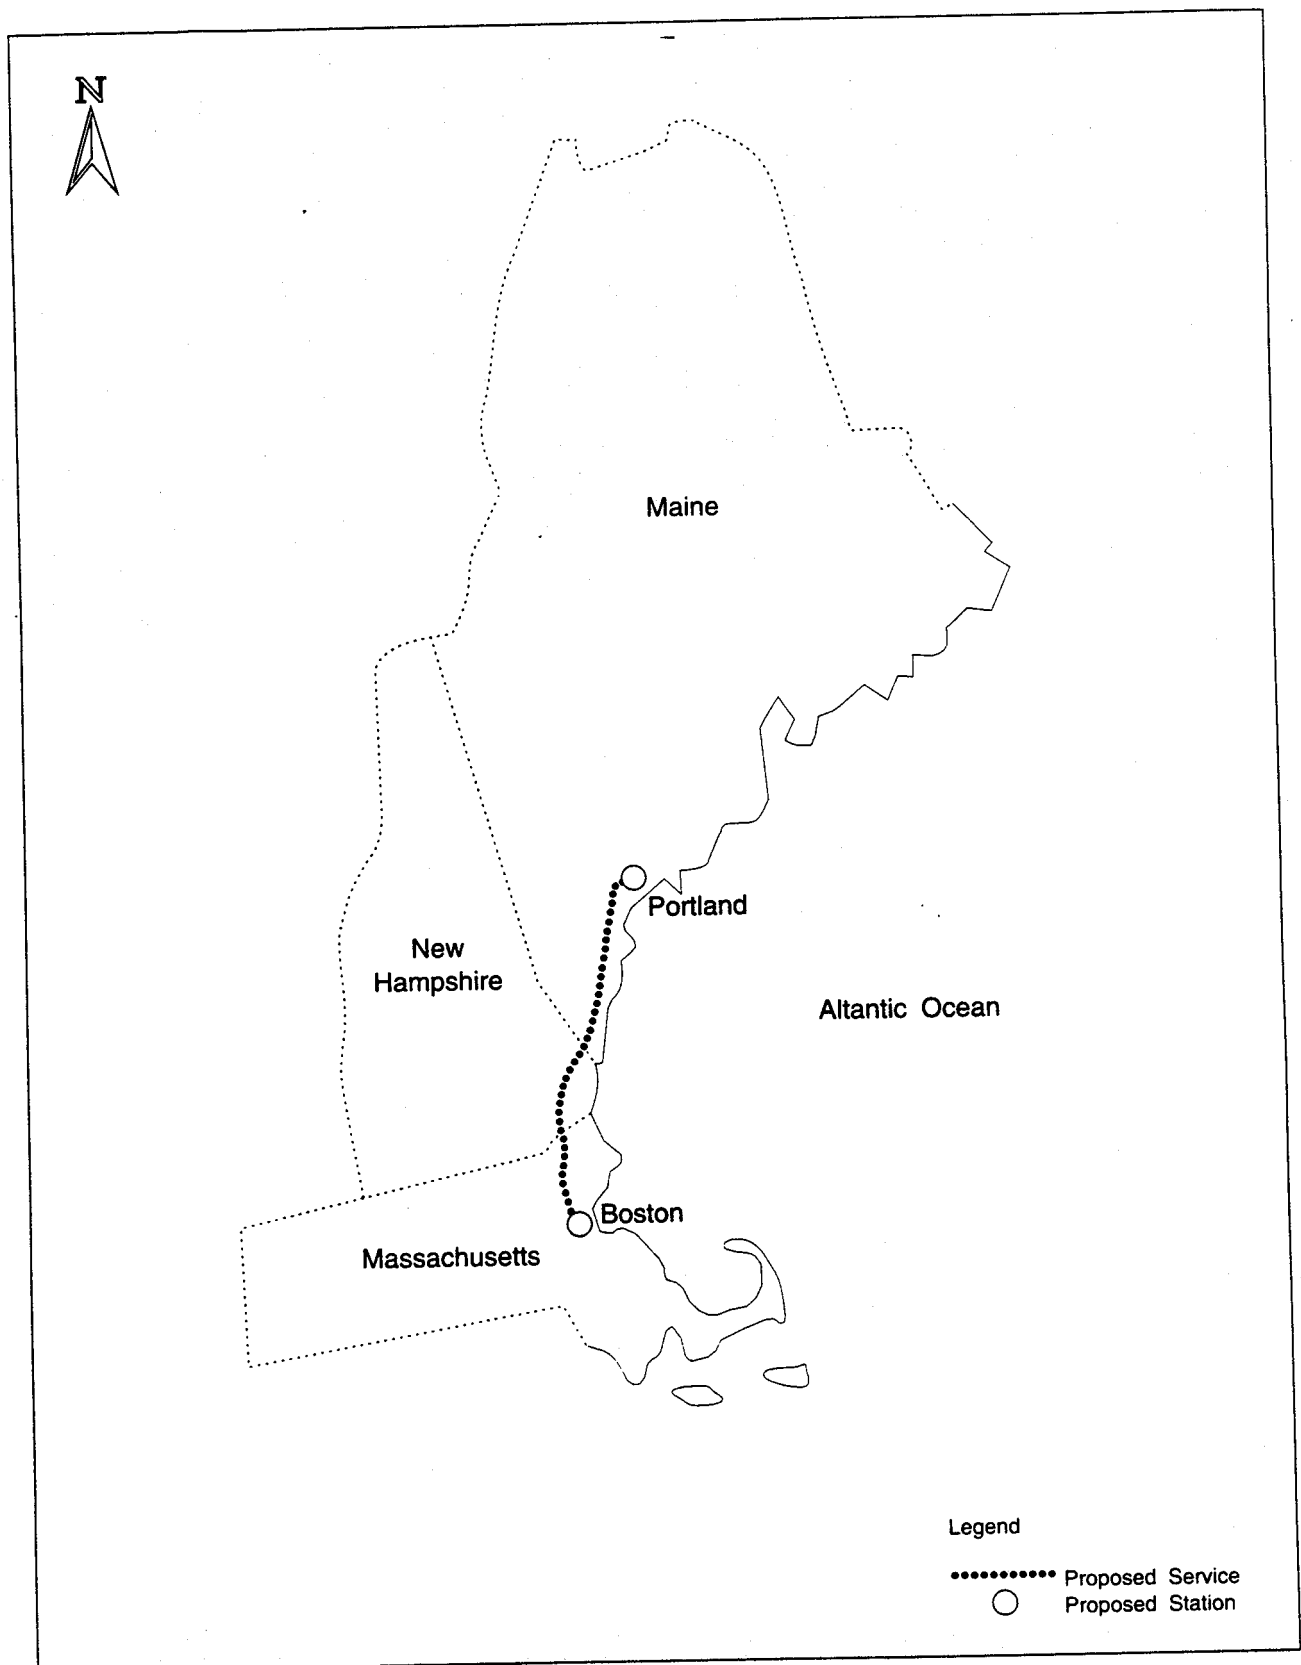 N
Maine
Portland
New
Hampshire
Altantic Ocean
Boston
Massachusetts
Legend
Proposed Service
Proposed Station